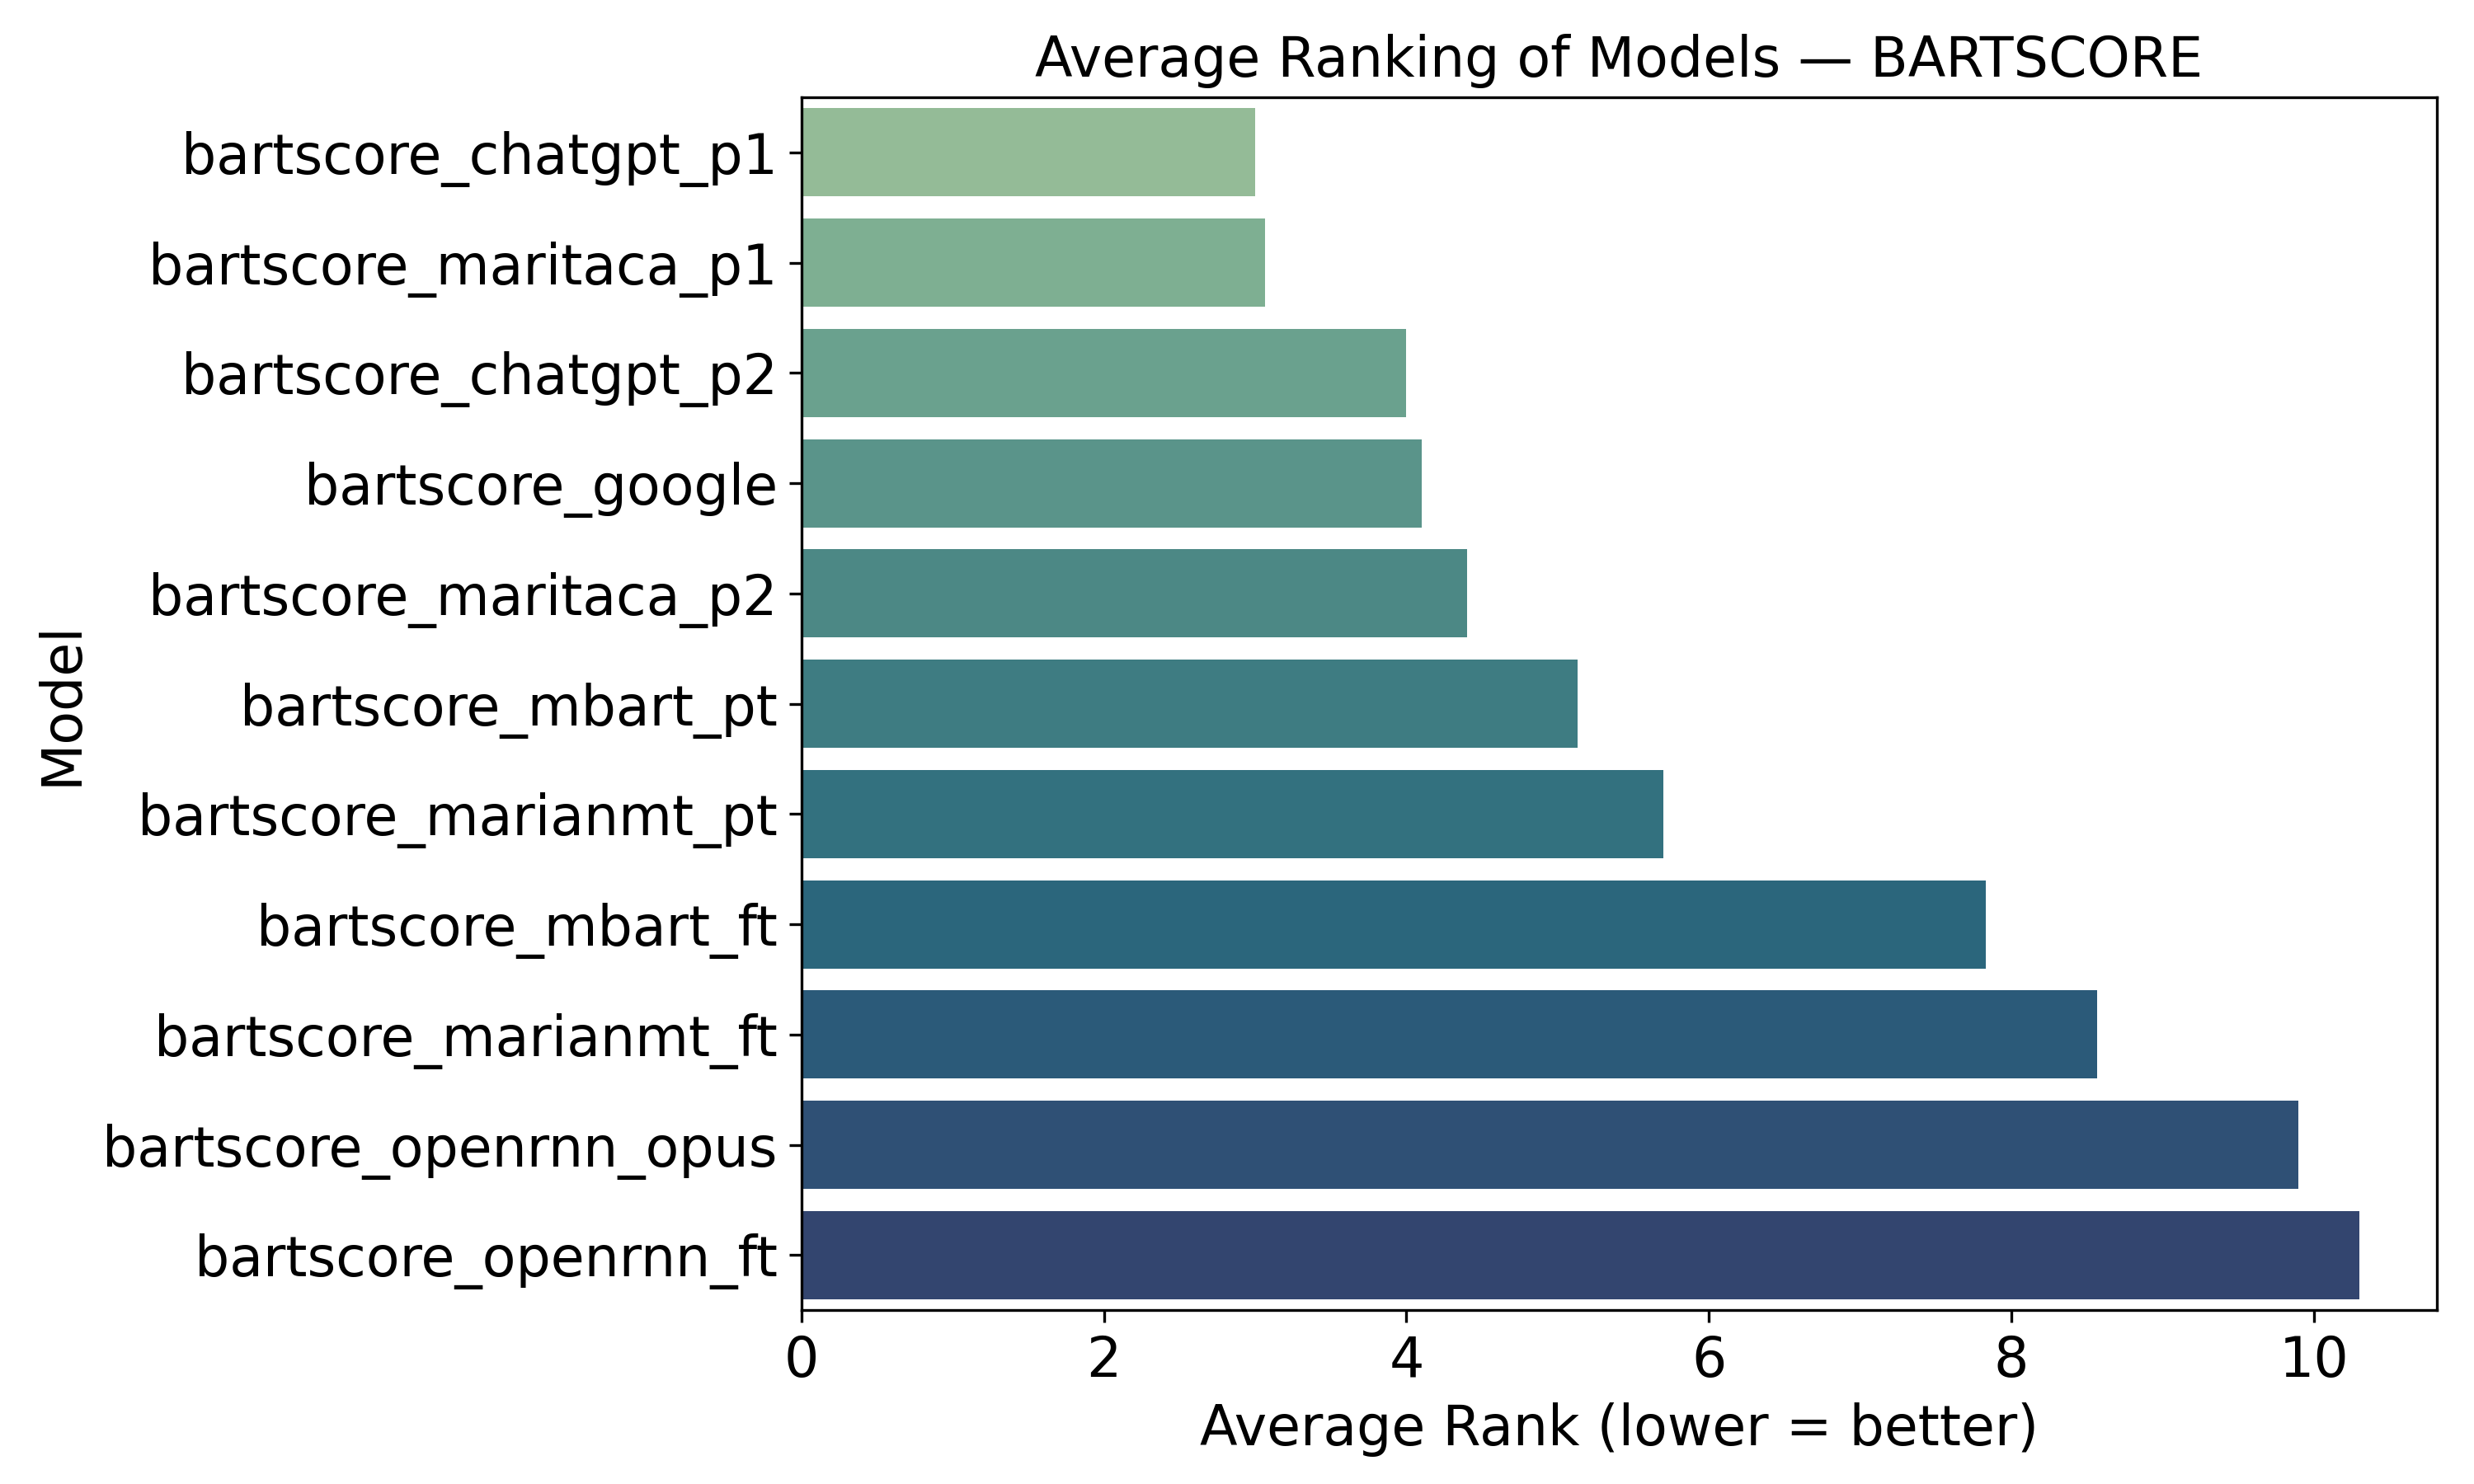 Average Ranking of Models — BARTSCORE
bartscore_chatgpt_p1
bartscore_maritaca_p1
bartscore_chatgpt_p2
bartscore_google
bartscore_maritaca_p2
bartscore_mbart_pt
bartscore_marianmt_pt
bartscore_mbart_ft
bartscore_marianmt_ft
bartscore_openrnn_opus
bartscore_openrnn_ft
Model
0 2 4 6 8 10
Average Rank (lower = better)